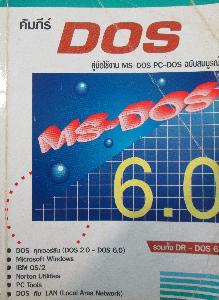 คัมภีร์
DOS
คู่มือใช้งาน MS-DOS PC-DOS ฉบับสมบูรณ์
MS-DOS
6.0
รวมทั้ง DR-DOS 6
• DOS ทุกเวอร์ชัน (DOS 2.0 - DOS 6.0)
• Microsoft Windows
• IBM OS/2
• Norton Utilities
• PC Tools
• DOS กับ LAN (Local Area Network)